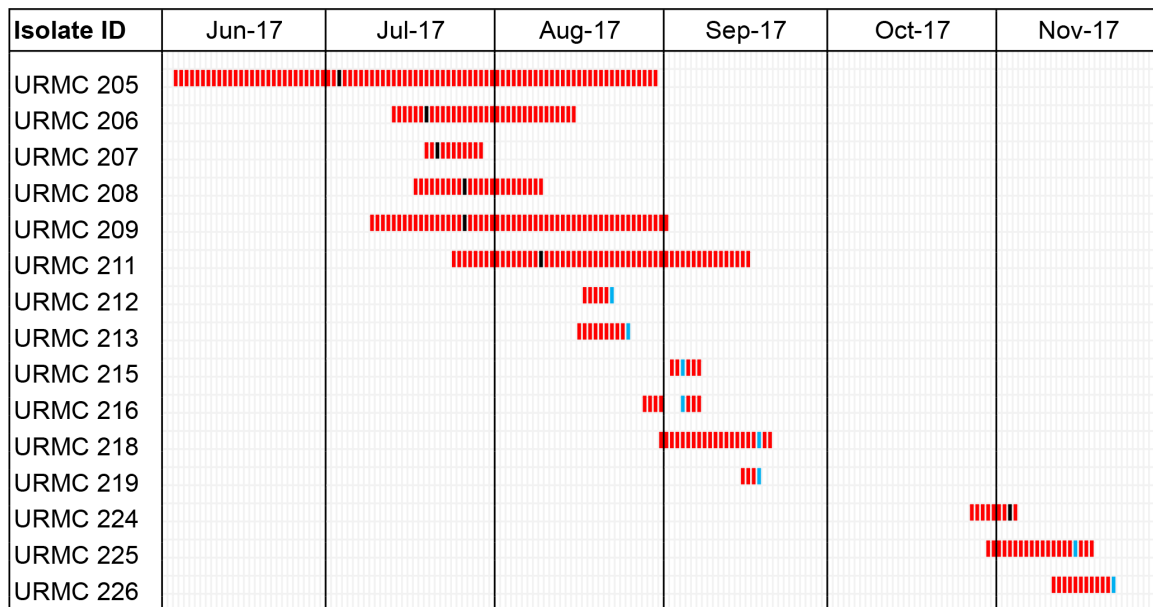 Isolate ID Jun-17 Jul-17 Aug-17 Sep-17 Oct-17 Nov-17
URMC 205
URMC 206
URMC 207
URMC 208
URMC 209
URMC 211
URMC 212
URMC 213
URMC 215
URMC 216
URMC 218
URMC 219
URMC 224
URMC 225
URMC 226